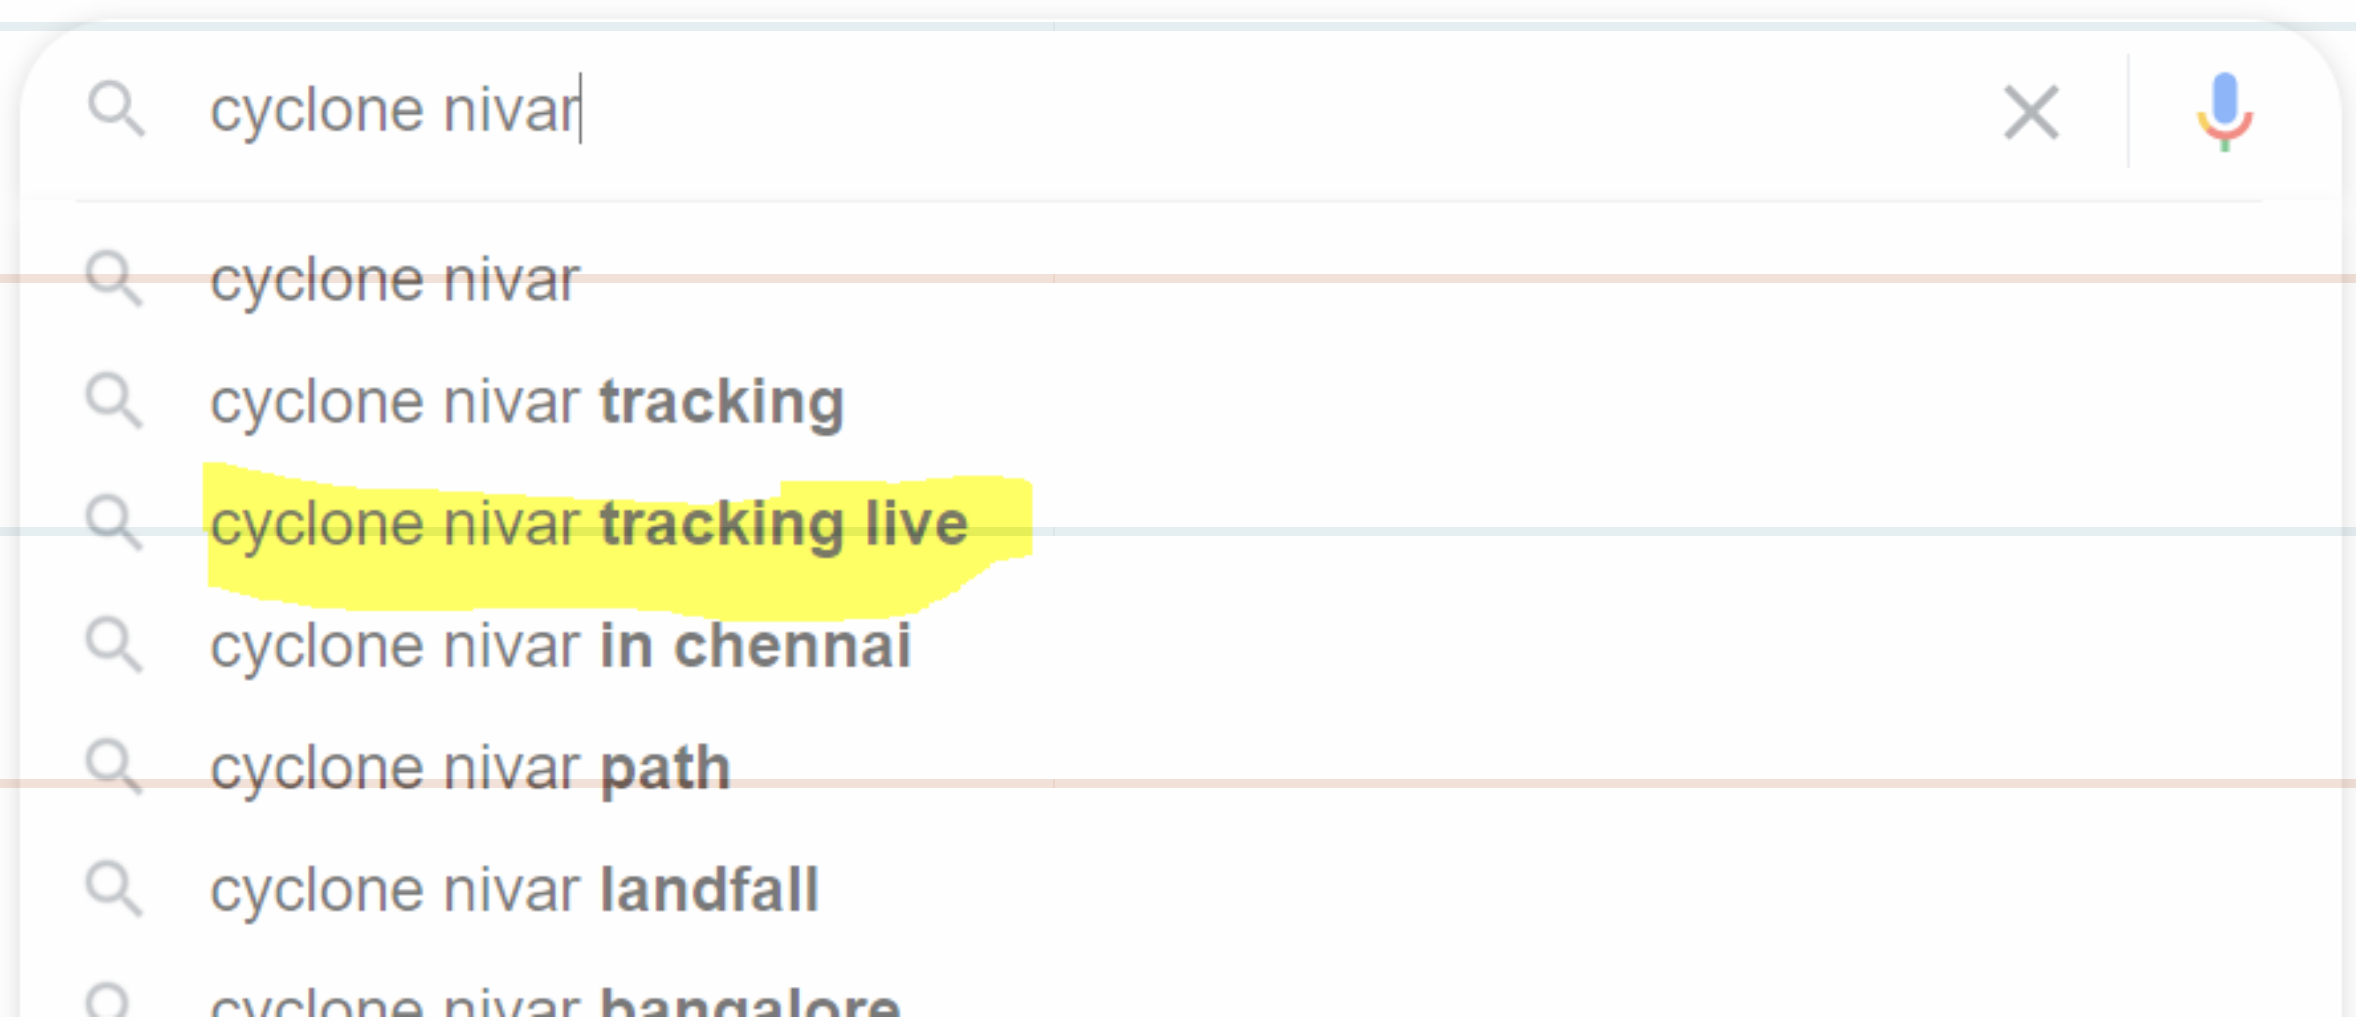 cyclone nivar
cyclone nivar
cyclone nivar tracking
cyclone nivar tracking live
cyclone nivar in chennai
cyclone nivar path
cyclone nivar landfall
cyclone nivar bangalore